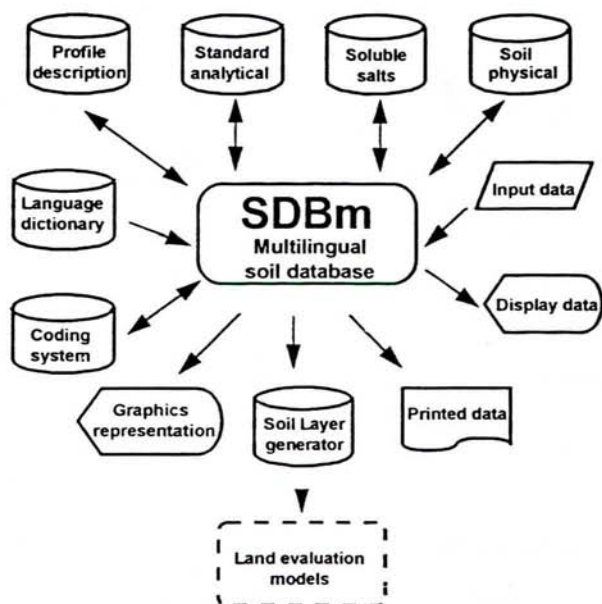 Profile
description
Standard
analytical
Soluble
salts
Soil
physical
Language
dictionary
SDBm
Multilingual
soil database
Input data
Display data
Coding
system
Graphics
representation
Soil Layer
generator
Printed data
Land evaluation
models